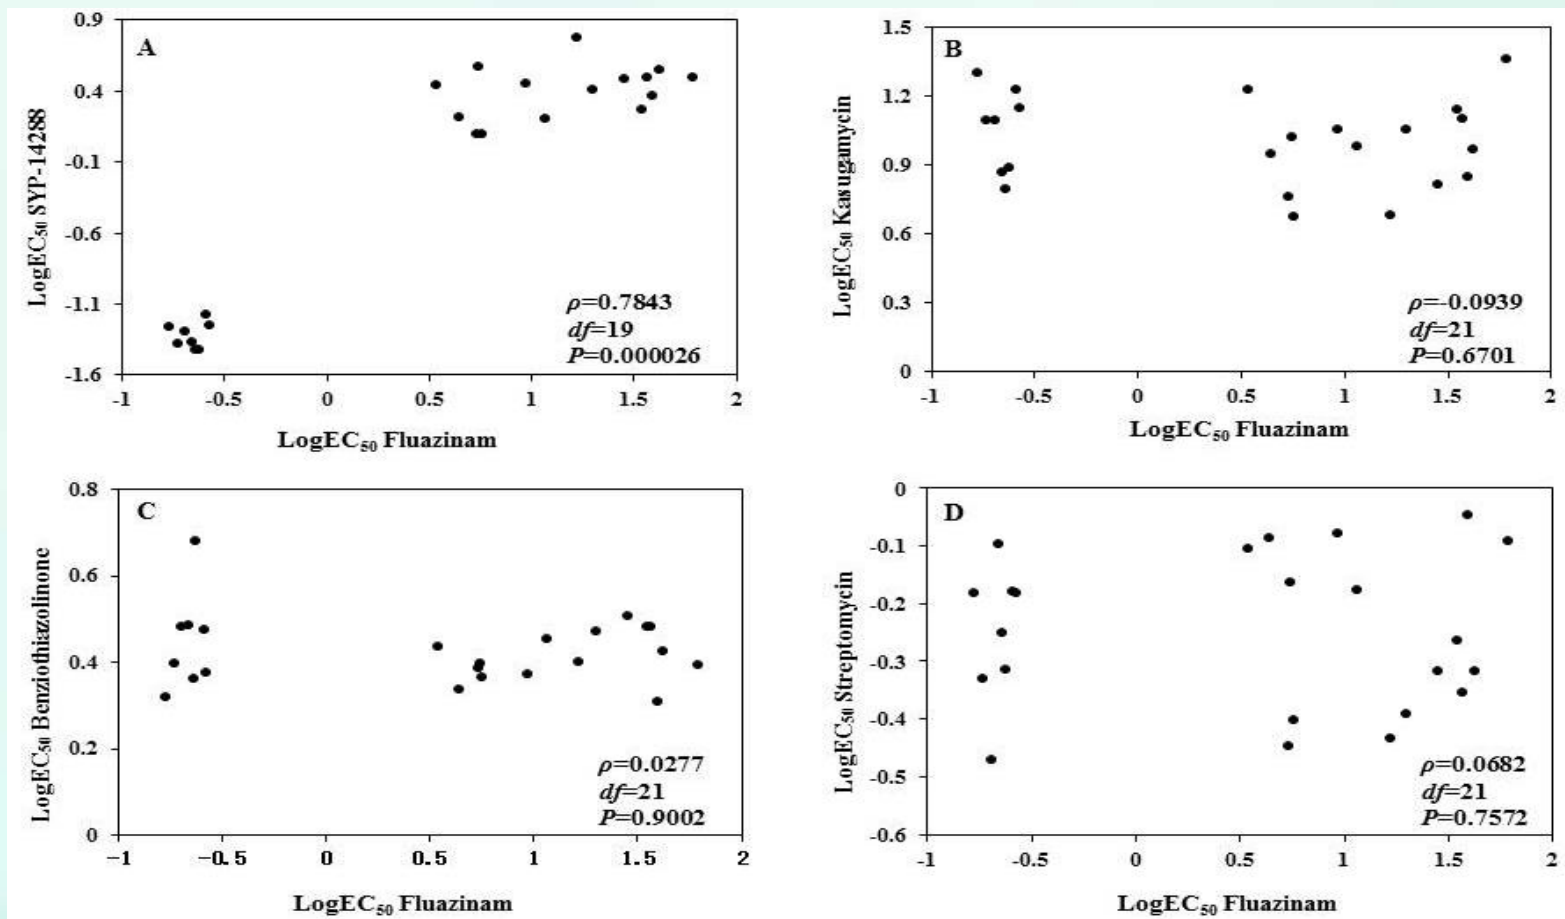 A
0.9
0.4
-0.1
-0.6
-1.1
-1.6
LogEC50 SYP-14288
ρ=0.7843
df=19
P=0.000026
-1 -0.5 0 0.5 1 1.5 2
LogEC50 Fluazinam
B
1.5
1.2
0.9
0.6
0.3
0
LogEC50 Kasugamycin
ρ=-0.0939
df=21
P=0.6701
-1 -0.5 0 0.5 1 1.5 2
LogEC50 Fluazinam
C
0.8
0.6
0.4
0.2
0
LogEC50 Benziothiazolinone
ρ=0.0277
df=21
P=0.9002
-1 -0.5 0 0.5 1 1.5 2
LogEC50 Fluazinam
D
0
-0.1
-0.2
-0.3
-0.4
-0.5
-0.6
LogEC50 Streptomycin
ρ=0.0682
df=21
P=0.7572
-1 -0.5 0 0.5 1 1.5 2
LogEC50 Fluazinam